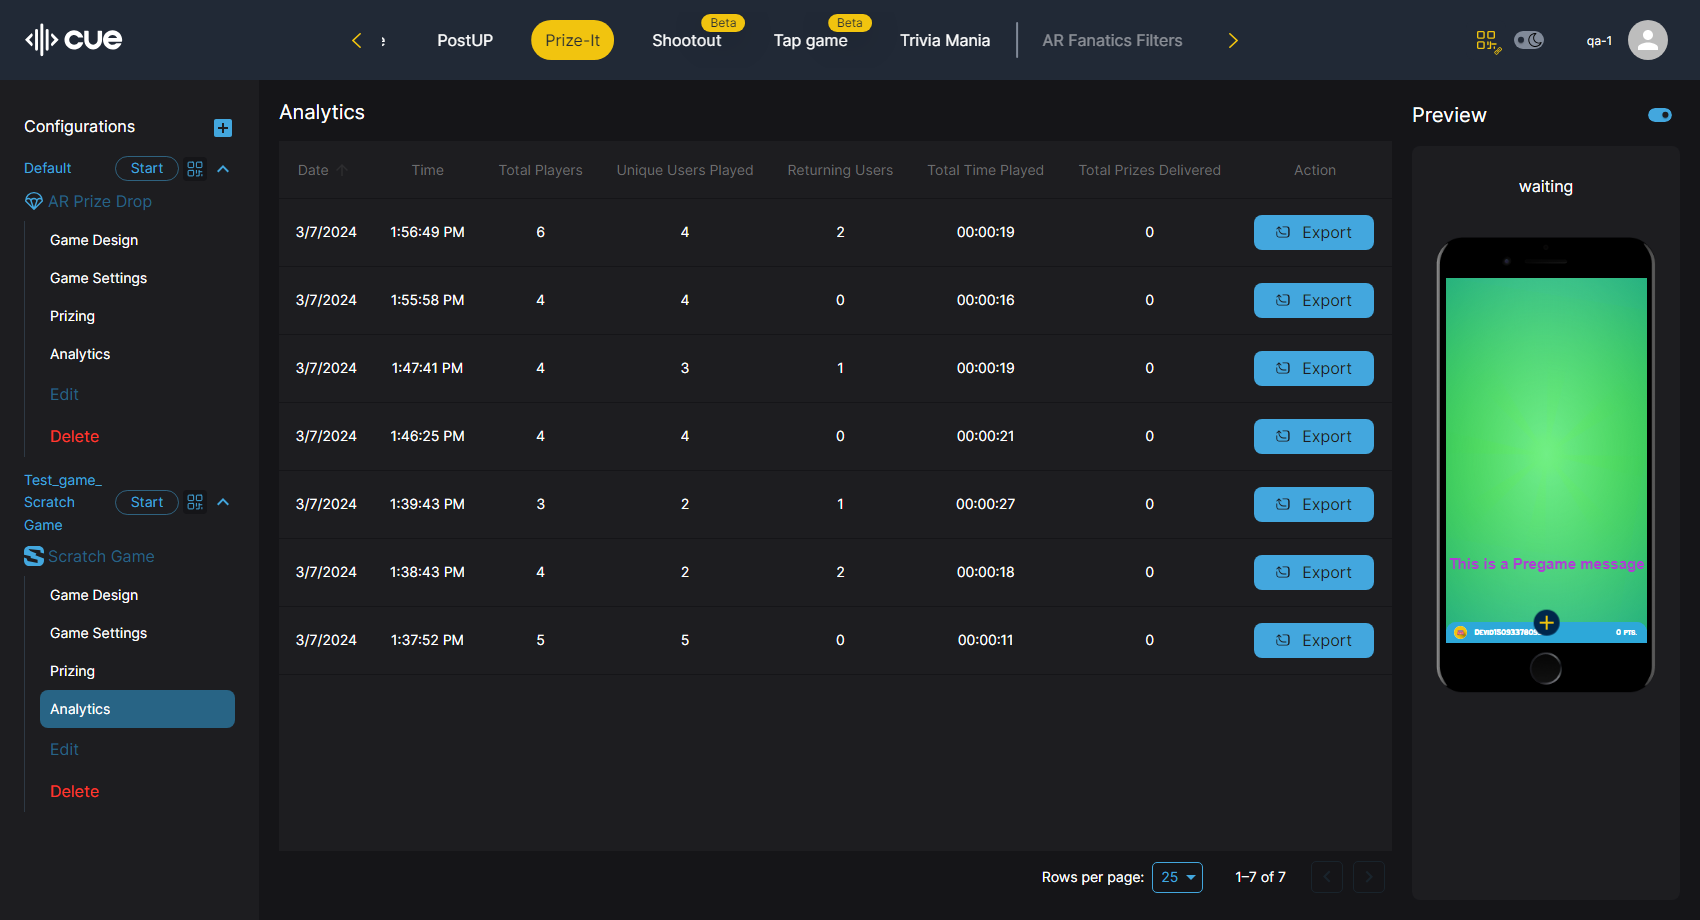 cue
PostUP
Prize-It
Beta
Shootout
Beta
Tap game
Trivia Mania
AR Fanatics Filters
qa-1
Configurations
Default
Start
AR Prize Drop
Game Design
Game Settings
Prizing
Analytics
Edit
Delete
Test_game_
Scratch
Game
Start
Scratch Game
Game Design
Game Settings
Prizing
Analytics
Edit
Delete
Analytics
Date Time Total Players Unique Users Played Returning Users Total Time Played Total Prizes Delivered Action
3/7/2024 1:56:49 PM 6 4 2 00:00:19 0 Export
3/7/2024 1:55:58 PM 4 4 0 00:00:16 0 Export
3/7/2024 1:47:41 PM 4 3 1 00:00:19 0 Export
3/7/2024 1:46:25 PM 4 4 0 00:00:21 0 Export
3/7/2024 1:39:43 PM 3 2 1 00:00:27 0 Export
3/7/2024 1:38:43 PM 4 2 2 00:00:18 0 Export
3/7/2024 1:37:52 PM 5 5 0 00:00:11 0 Export
Rows per page: 25 1–7 of 7
Preview
waiting
This is a Pregame message
0 PTS.